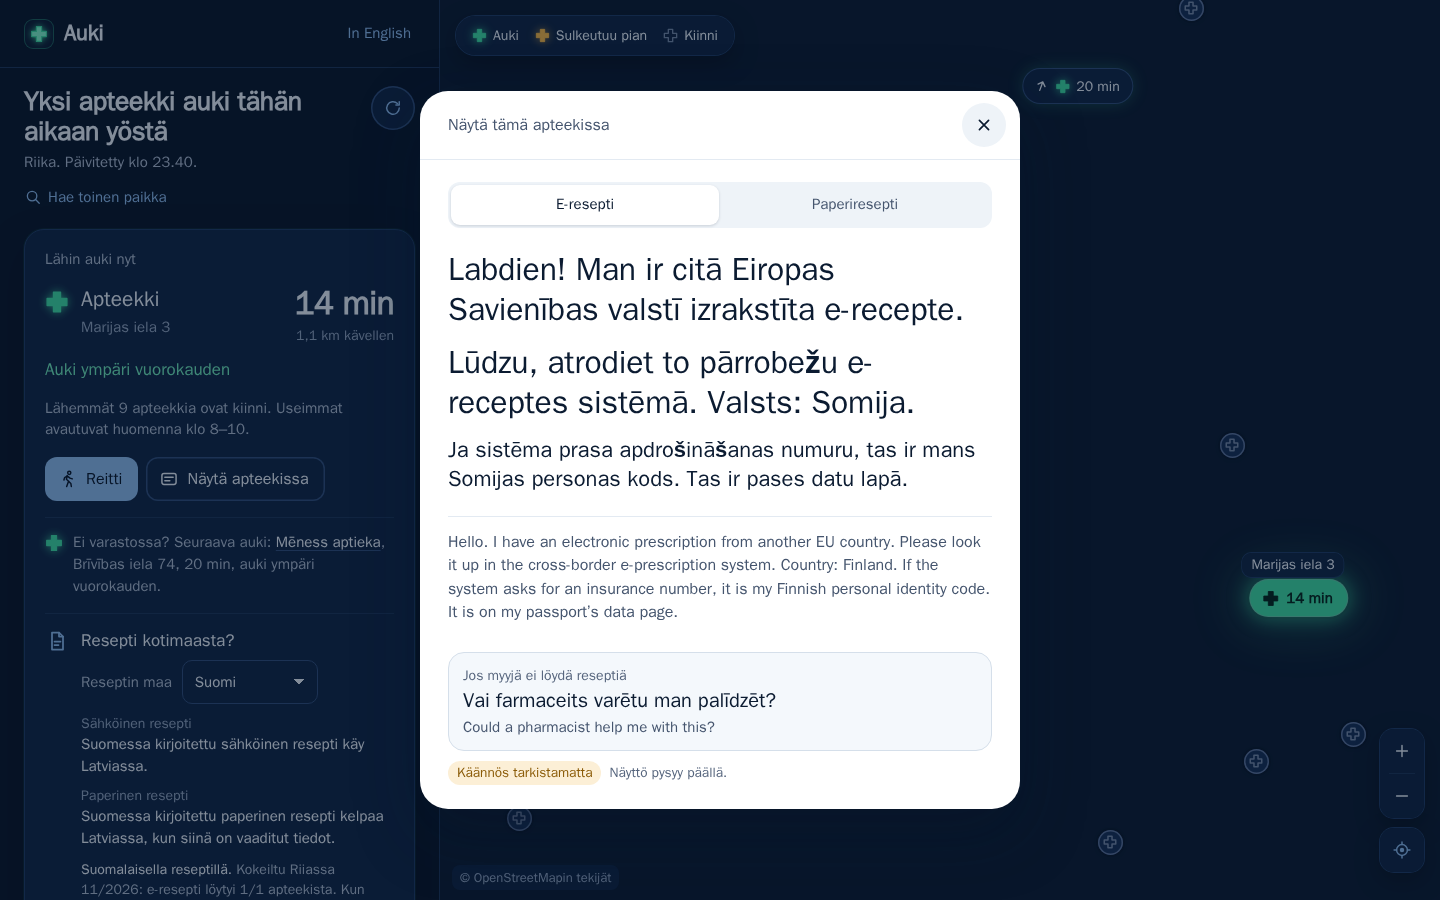 Auki
In English
Yksi apteekki auki tähän
aikaan yöstä
Riika. Päivitetty klo 23.40.
Hae toinen paikka
Lähin auki nyt
Apteekki
14 min
Marijas iela 3
1,1 km kävellen
Auki ympäri vuorokauden
Lähemmät 9 apteekkia ovat kiinni. Useimmat
avautuvat huomenna klo 8–10.
Reitti
Näytä apteekissa
Ei varastossa? Seuraava auki: Mēness aptieka,
Brīvības iela 74, 20 min, auki ympäri
vuorokauden.
Resepti kotimaasta?
Reseptin maa
Suomi
Sähköinen resepti
Suomessa kirjoitettu sähköinen resepti käy
Latviassa.
Paperinen resepti
Suomessa kirjoitettu paperinen resepti kelpaa
Latviassa, kun siinä on vaaditut tiedot.
Suomalaisella reseptillä. Kokeiltu Riiassa
11/2026: e-resepti löytyi 1/1 apteekista. Kun
Auki
Sulkeutuu pian
Kiinni
20 min
Näytä tämä apteekissa
E-resepti
Paperiresepti
Labdien! Man ir citā Eiropas
Savienības valstī izrakstīta e-recepte.
Lūdzu, atrodiet to pārrobežu e-
receptes sistēmā. Valsts: Somija.
Ja sistēma prasa apdrošināšanas numuru, tas ir mans
Somijas personas kods. Tas ir pases datu lapā.
Hello. I have an electronic prescription from another EU country. Please look
it up in the cross-border e-prescription system. Country: Finland. If the
system asks for an insurance number, it is my Finnish personal identity code.
It is on my passport's data page.
Jos myyjä ei löydä reseptiä
Vai farmaceits varētu man palīdzēt?
Could a pharmacist help me with this?
Käännös tarkistamatta
Näyttö pysyy päällä.
Marijas iela 3
14 min
© OpenStreetMapin tekijät